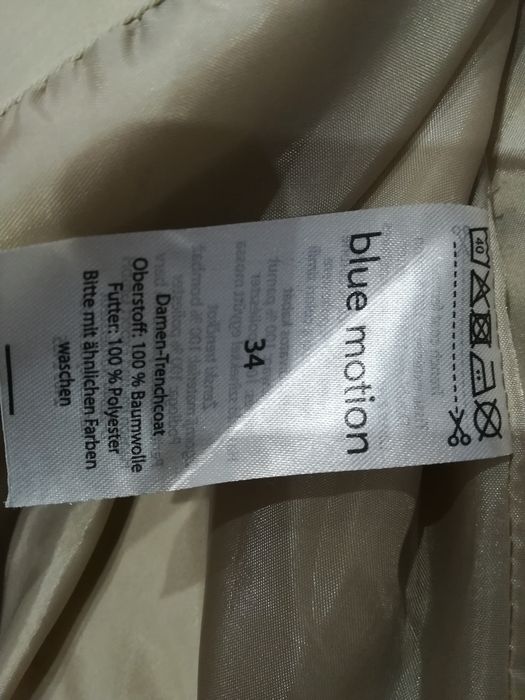 40
blue motion
34
Damen-Trenchcoat
Oberstoff: 100 % Baumwolle
Futter: 100 % Polyester
Bitte mit ähnlichen Farben
waschen